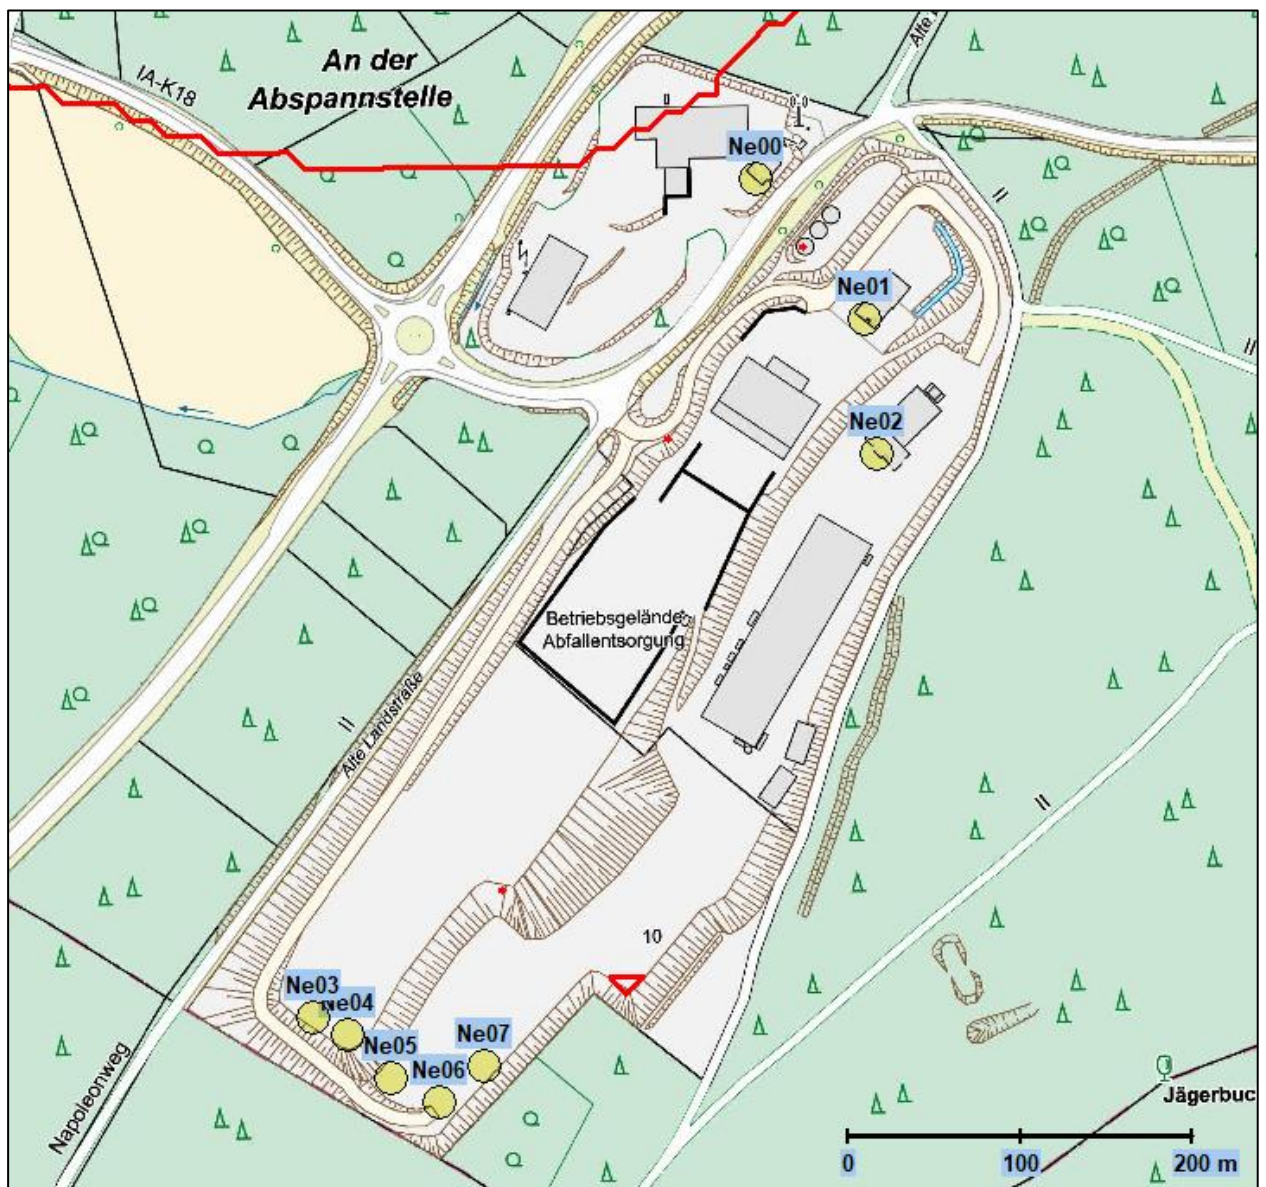 An der
Abspannstelle
IA-K18
Ne00
Ne01
Ne02
Betriebsgelände
Abfallentsorgung
Alte Landstraße
10
Ne03
Ne04
Ne05
Ne06
Ne07
Napoleonweg
Jägerbuc
0
100
200 m